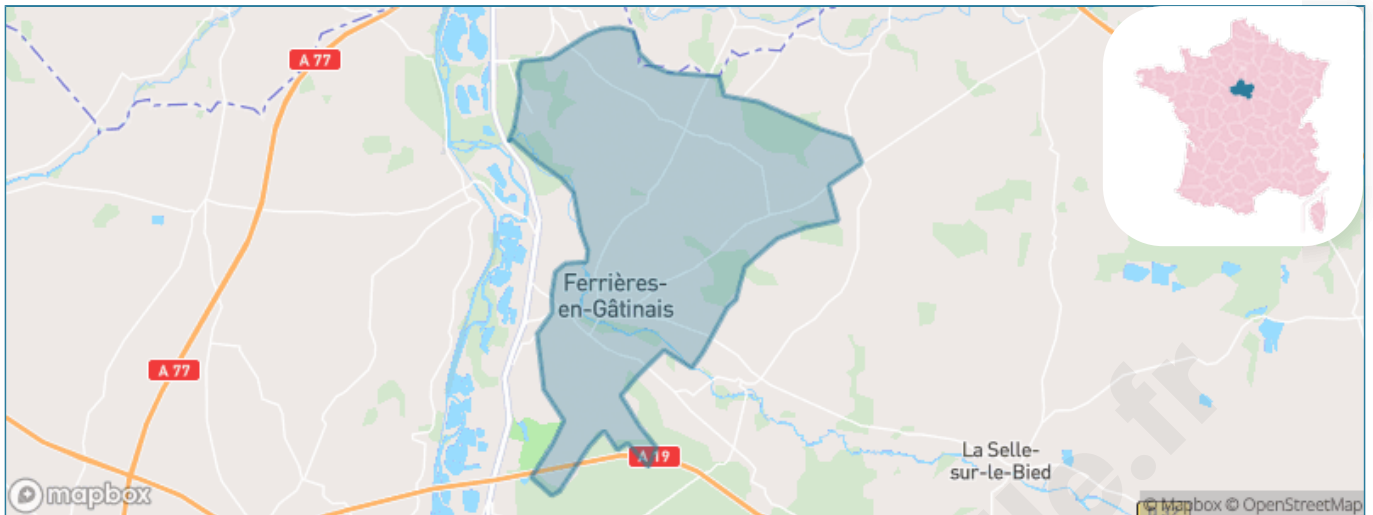 A 77
Ferrières-
en-Gâtinais
A 77
A 19
La Selle-
sur-le-Bied
mapbox
© Mapbox © OpenStreetMap